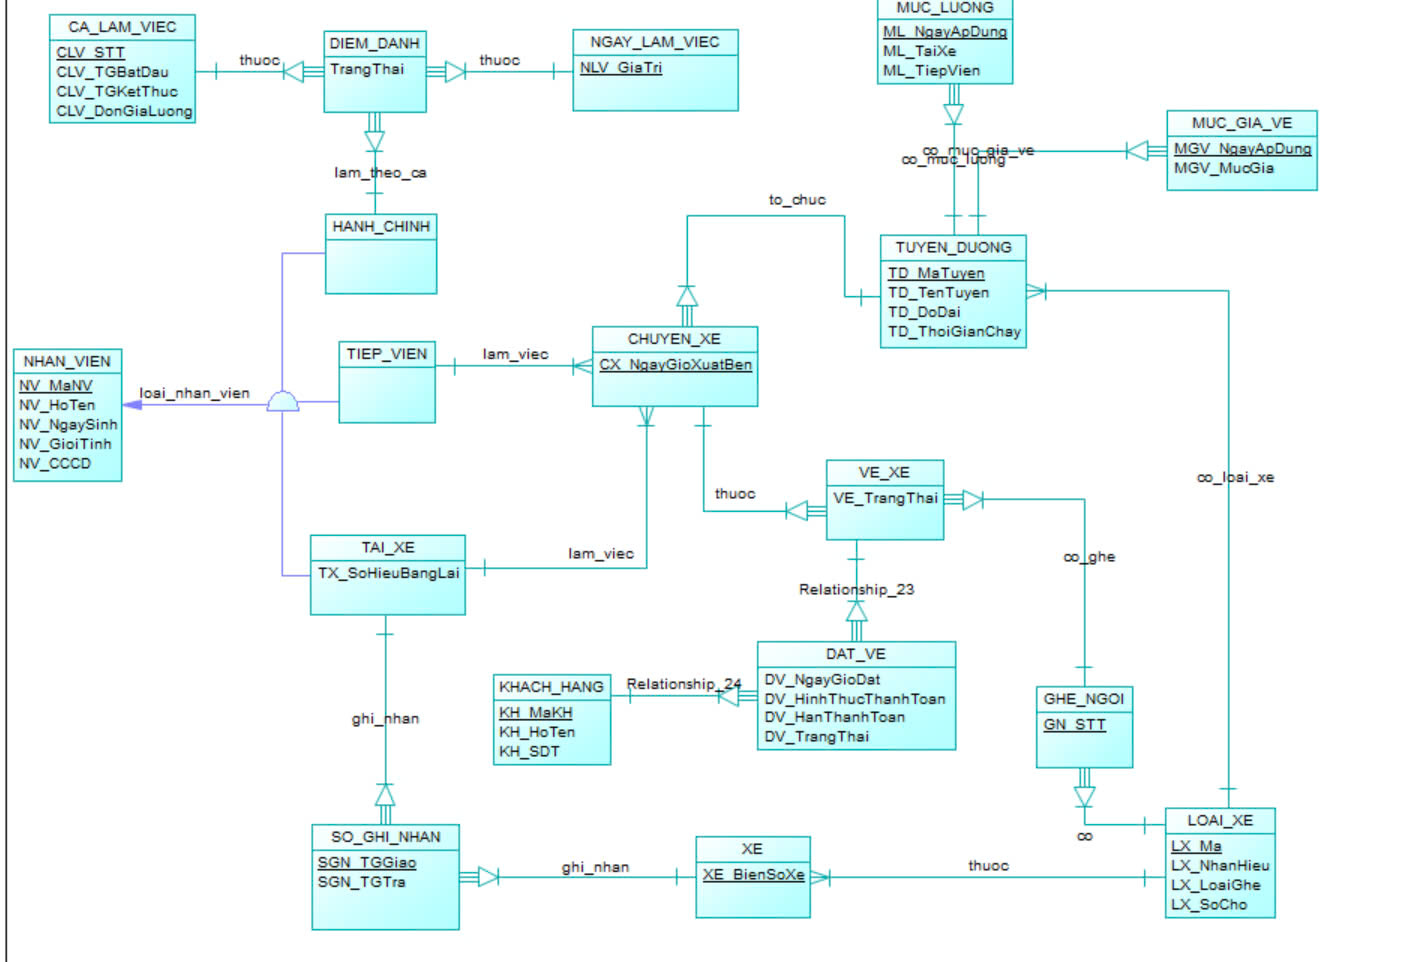 CA_LAM_VIEC
CLV_STT
CLV_TGBatDau
CLV_TGKetThuc
CLV_DonGiaLuong
thuoc
DIEM_DANH
TrangThai
thuoc
NGAY_LAM_VIEC
NLV_GiaTri
MUC_LUONG
ML_NgayApDung
ML_TaiXe
ML_TiepVien
MUC_GIA_VE
MGV_NgayApDung
MGV_MucGia
co_muc_gia_ve
co_muc_luong
lam_theo_ca
HANH_CHINH
to_chuc
TUYEN_DUONG
TD_MaTuyen
TD_TenTuyen
TD_DoDai
TD_ThoiGianChay
NHAN_VIEN
NV_MaNV
NV_HoTen
NV_NgaySinh
NV_GioiTinh
NV_CCCD
loai_nhan_vien
TIEP_VIEN
lam_viec
CHUYEN_XE
CX_NgayGioXuatBen
co_loai_xe
VE_XE
VE_TrangThai
thuoc
TAI_XE
TX_SoHieuBangLai
lam_viec
co_ghe
Relationship_23
DAT_VE
DV_NgayGioDat
DV_HinhThucThanhToan
DV_HanThanhToan
DV_TrangThai
Relationship_24
KHACH_HANG
KH_MaKH
KH_HoTen
KH_SDT
GHE_NGOI
GN_STT
ghi_nhan
SO_GHI_NHAN
SGN_TGGiao
SGN_TGTra
ghi_nhan
XE
XE_BienSoXe
thuoc
co
LOAI_XE
LX_Ma
LX_NhanHieu
LX_LoaiGhe
LX_SoCho